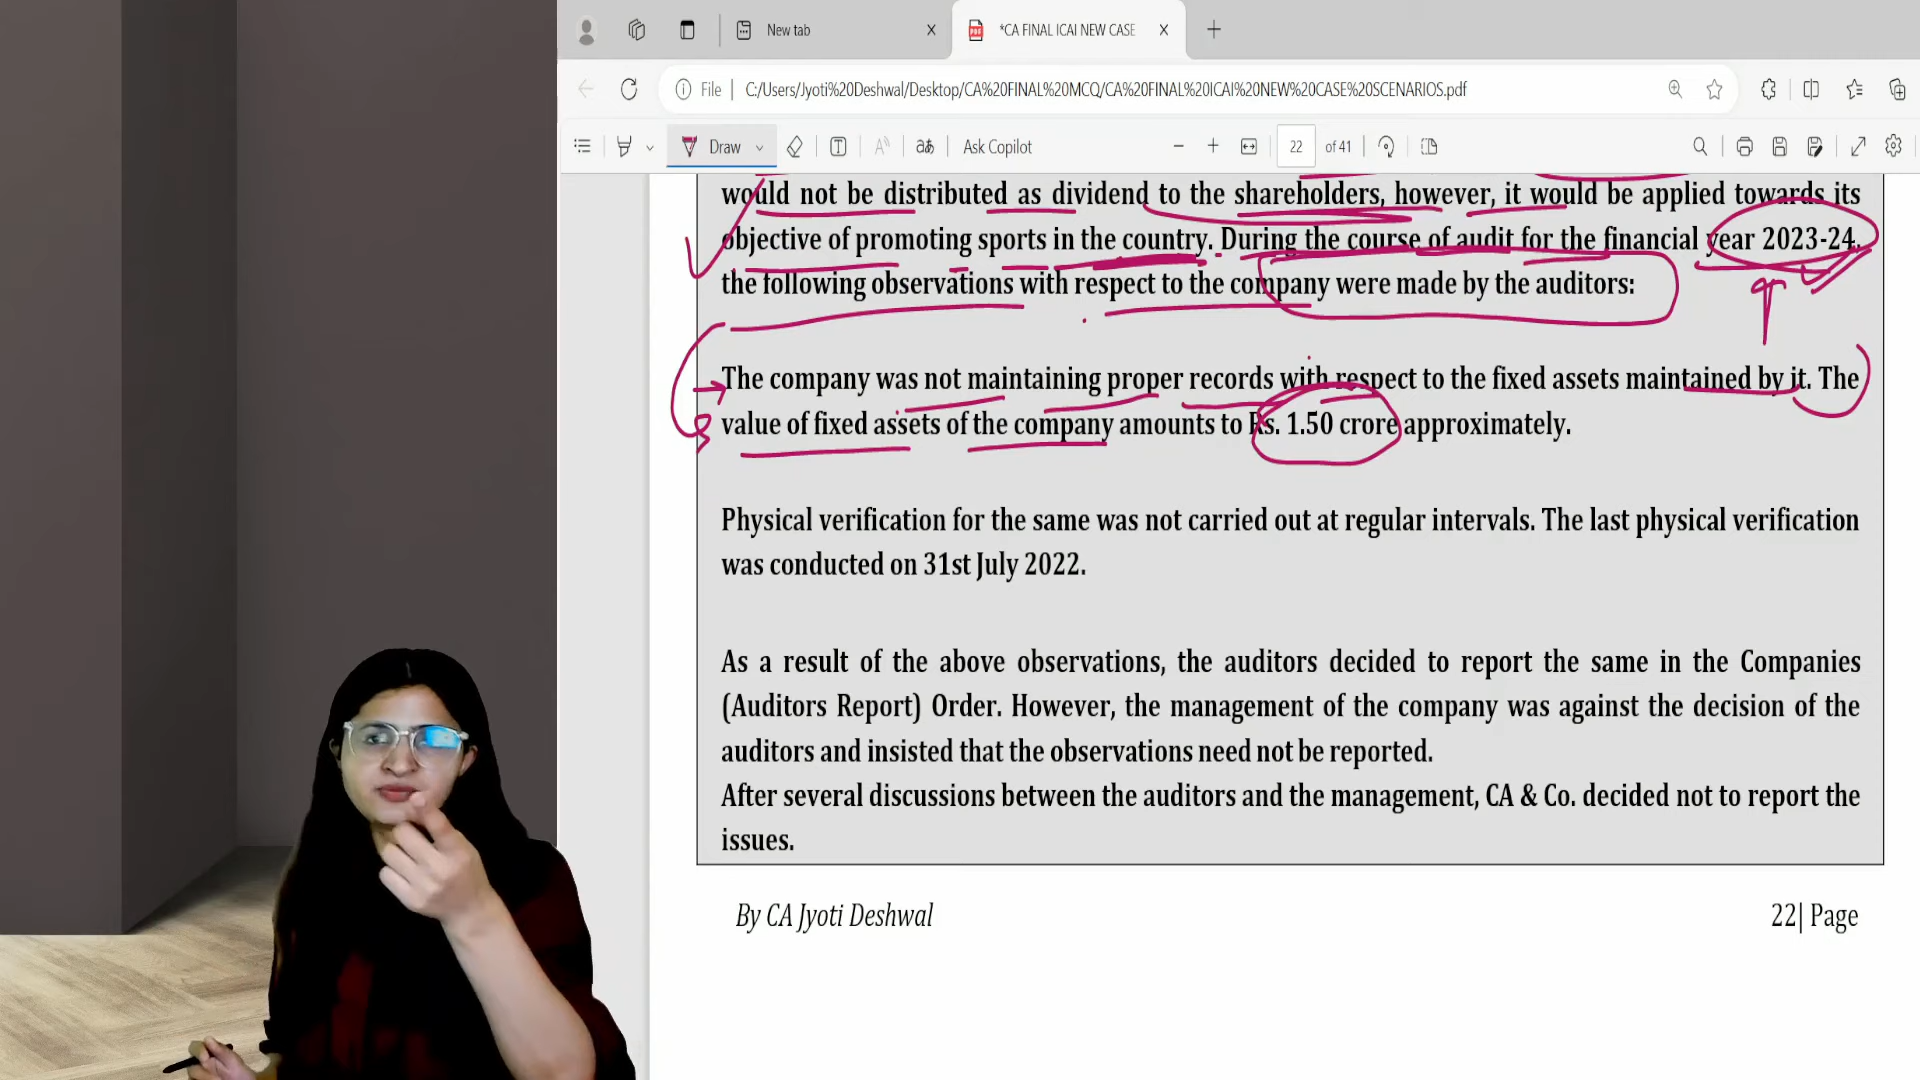 New tab
*CA FINAL ICAI NEW CASE
File
C:/Users/Jyoti%20Deshwal/Desktop/CA%20FINAL%20MCQ/CA%20FINAL%20ICAI%20NEW%20CASE%20SCENARIOS.pdf
Draw
aあ
Ask Copilot
22 of 41
would not be distributed as dividend to the shareholders, however, it would be applied towards its
objective of promoting sports in the country. During the course of audit for the financial year 2023-24,
the following observations with respect to the company were made by the auditors:
The company was not maintaining proper records with respect to the fixed assets maintained by it. The
value of fixed assets of the company amounts to Rs. 1.50 crore approximately.
Physical verification for the same was not carried out at regular intervals. The last physical verification
was conducted on 31st July 2022.
As a result of the above observations, the auditors decided to report the same in the Companies
(Auditors Report) Order. However, the management of the company was against the decision of the
auditors and insisted that the observations need not be reported.
After several discussions between the auditors and the management, CA & Co. decided not to report the
issues.
By CA Jyoti Deshwal
22| Page